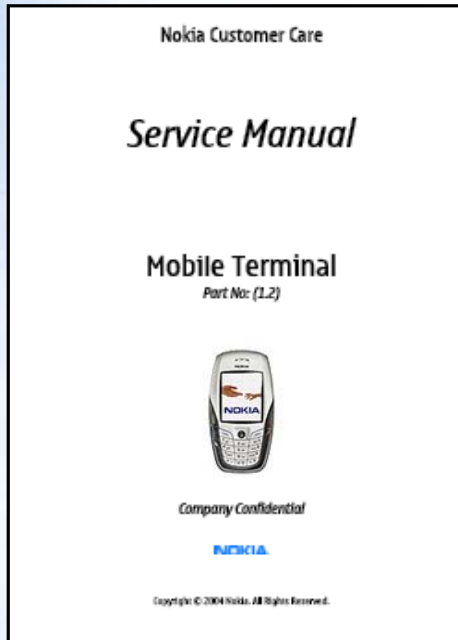 Nokia Customer Care
Service Manual
Mobile Terminal
Part No: (1.2)
NOKIA
NOKIA
Company Confidential
NOKIA
Copyright © 2004 Nokia. All Rights Reserved.